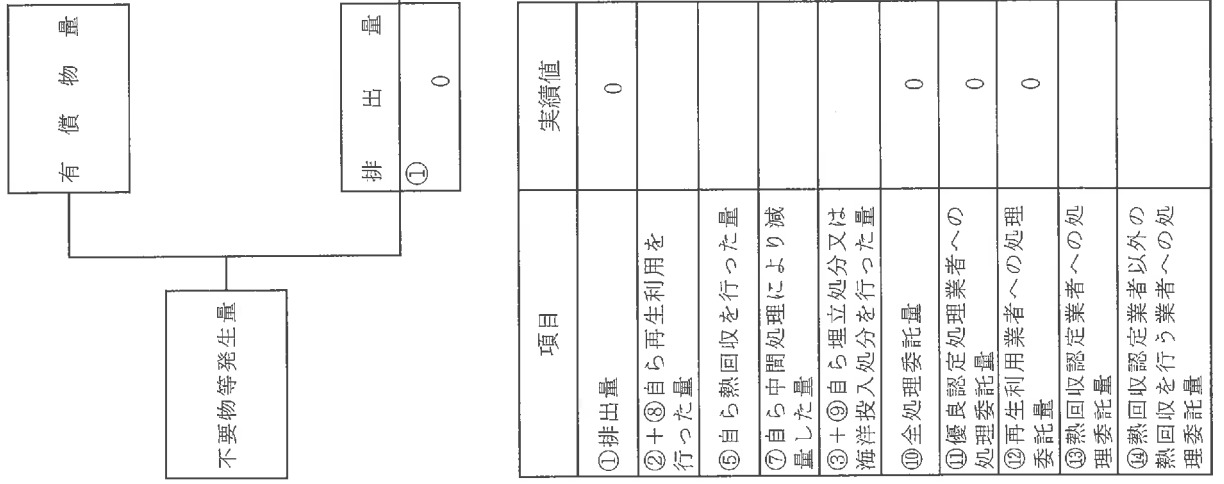 有償物量
不要物等発生量
排出量
①
0
項目 実績値
①排出量 0
②+⑧自ら再生利用を
行った量
⑤自ら熱回収を行った量
⑦自ら中間処理により減
量した量
③+⑨自ら埋立処分又は
海洋投入処分を行った量
⑩全処理委託量 0
⑪優良認定処理業者への
処理委託量 0
⑫再生利用業者への処理
委託量 0
⑬熱回収認定業者への処
理委託量
⑭熱回収認定業者以外の
熱回収を行う業者への処
理委託量